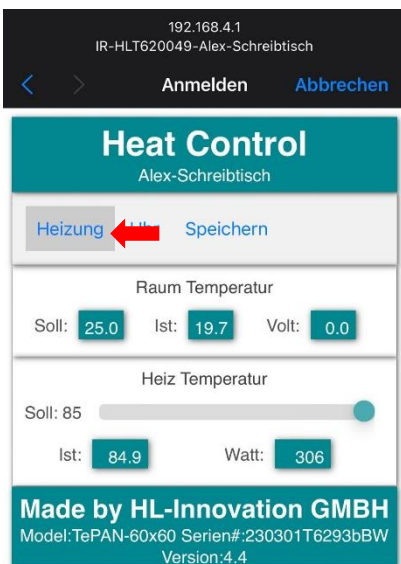 192.168.4.1
IR-HLT620049-Alex-Schreibtisch
Anmelden Abbrechen
Heat Control
Alex-Schreibtisch
Heizung Uhr Speichern
Raum Temperatur
Soll: 25.0 Ist: 19.7 Volt: 0.0
Heiz Temperatur
Soll: 85
Ist: 84.9 Watt: 306
Made by HL-Innovation GMBH
Model:TePAN-60x60 Serien#:230301T6293bBW
Version:4.4